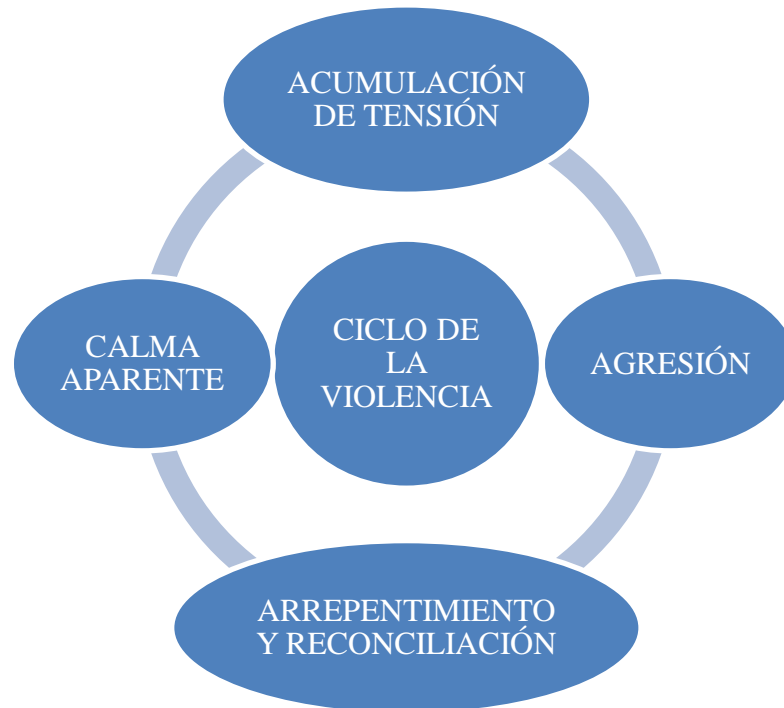 ACUMULACIÓN
DE TENSIÓN
CALMA
APARENTE
CICLO DE
LA
VIOLENCIA
AGRESIÓN
ARREPENTIMIENTO
Y RECONCILIACIÓN